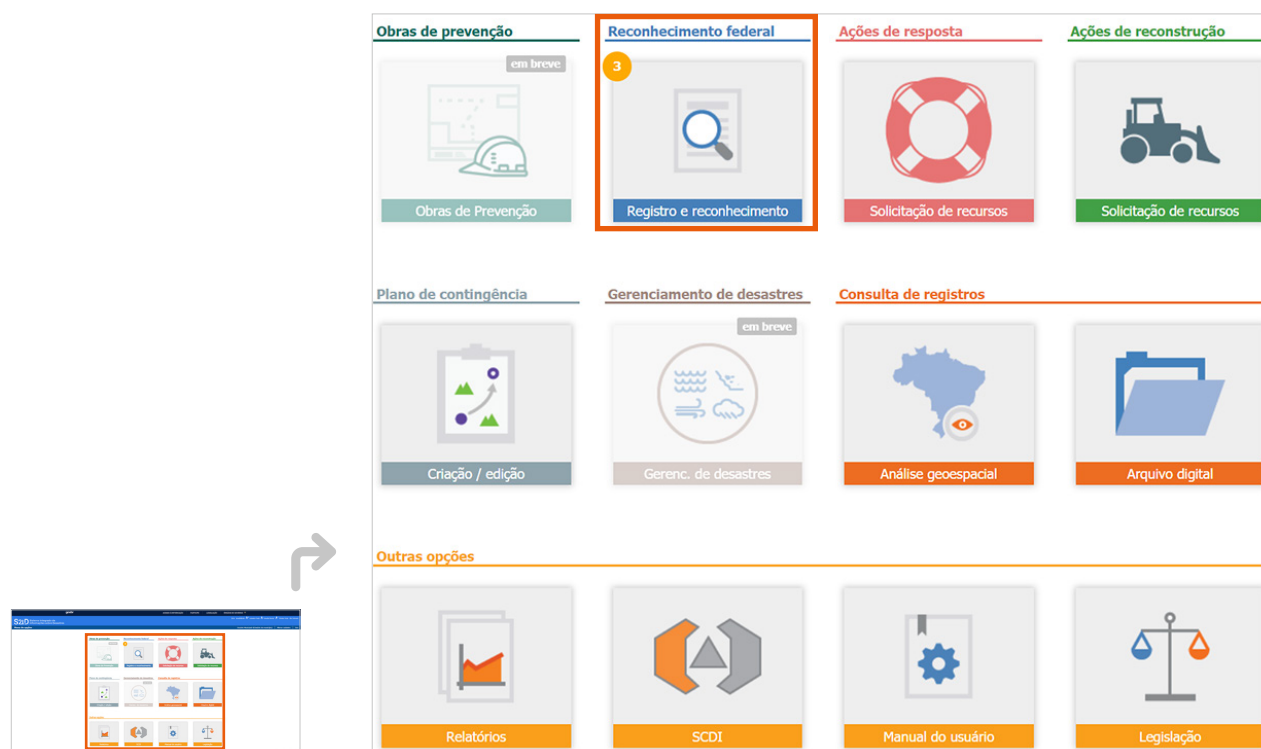 Obras de prevenção
Reconhecimento federal
Ações de resposta
Ações de reconstrução
em breve
3
Obras de Prevenção
Registro e reconhecimento
Solicitação de recursos
Solicitação de recursos
Plano de contingência
Gerenciamento de desastres
Consulta de registros
em breve
Criação / edição
Gerenc. de desastres
Análise geoespacial
Arquivo digital
Outras opções
Relatórios
SCDI
Manual do usuário
Legislação
S2iD